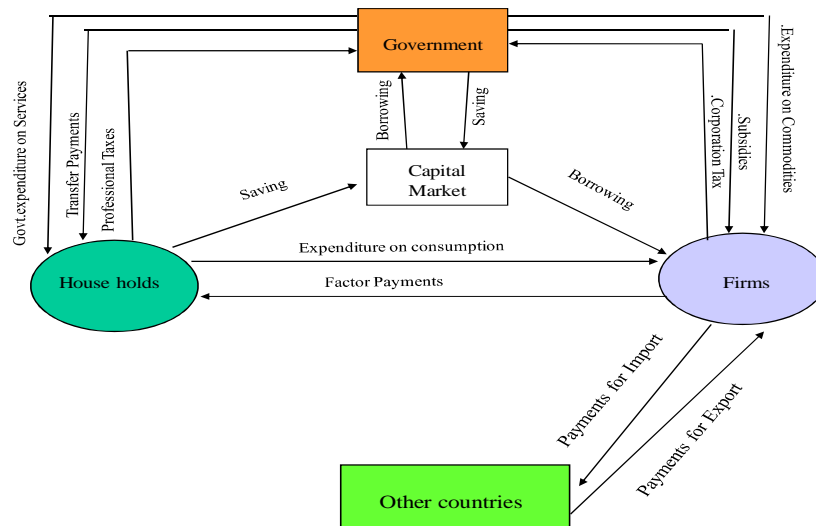 Government
Govt.expenditure on Services
Transfer Payments
Professional Taxes
Borrowing
Saving
.Corporation Tax
.Subsidies
.Expenditure on Commodities
Capital
Market
Saving
Borrowing
Expenditure on consumption
House holds
Factor Payments
Firms
Payments for Import
Payments for Export
Other countries